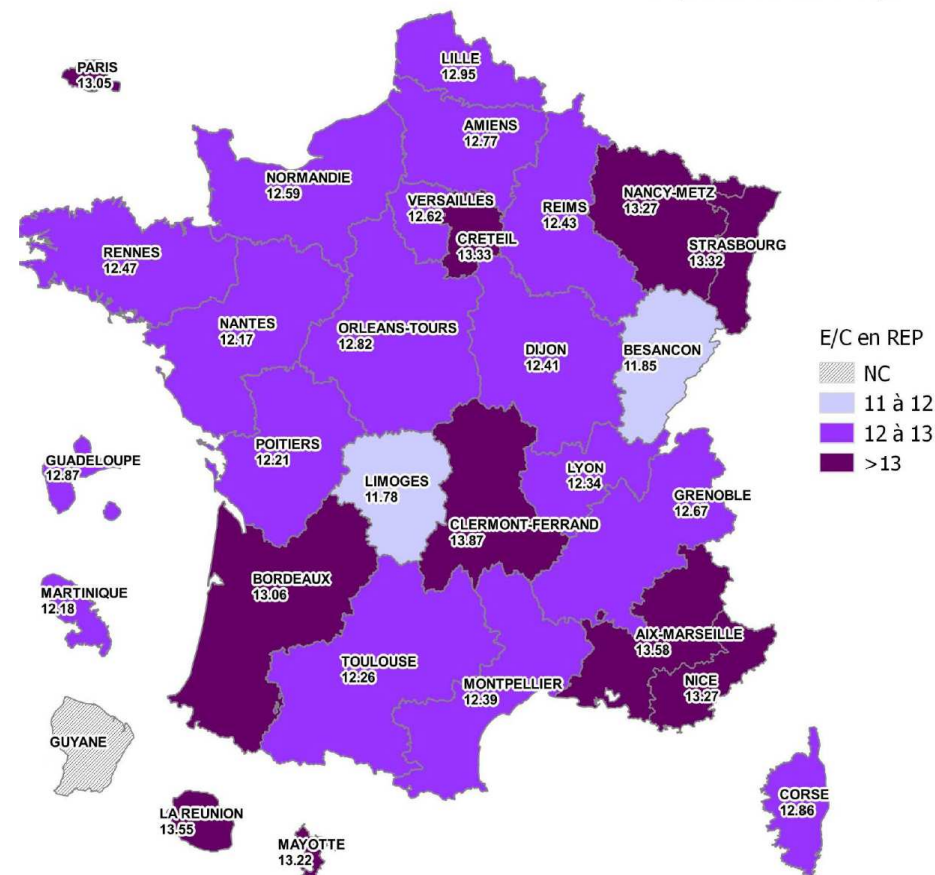 LILLE
12.95
PARIS
13.05
AMIENS
12.77
NORMANDIE
12.59
VERSAILLES
12.62
REIMS
12.43
NANCY-METZ
13.27
CRETEIL
13.33
STRASBOURG
13.32
RENNES
12.47
NANTES
12.17
ORLEANS-TOURS
12.82
DIJON
12.41
BESANCON
11.85
E/C en REP
NC
11 à 12
12 à 13
>13
POITIERS
12.21
GUADELOUPE
12.87
LIMOGES
11.78
LYON
12.34
GRENOBLE
12.67
CLERMONT-FERRAND
13.87
BORDEAUX
13.06
MARTINIQUE
12.18
AIX-MARSEILLE
13.58
TOULOUSE
12.26
MONTPELLIER
12.39
NICE
13.27
GUYANE
CORSE
12.86
LA REUNION
13.55
MAYOTTE
13.22